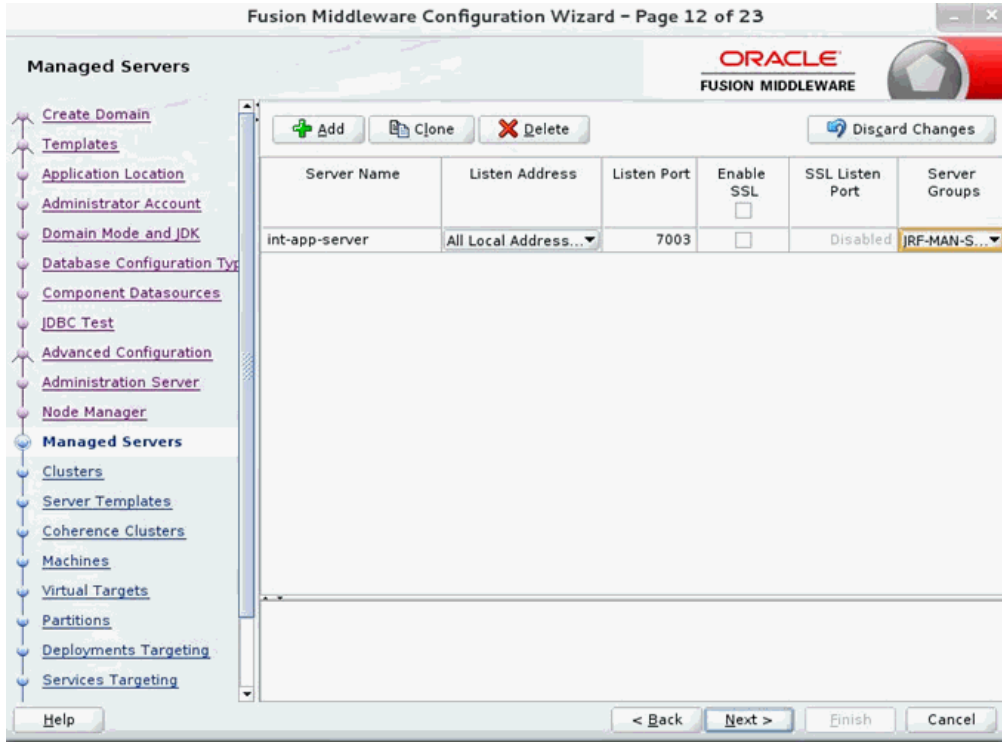 Fusion Middleware Configuration Wizard - Page 12 of 23
Managed Servers
ORACLE
FUSION MIDDLEWARE
Create Domain
Templates
Application Location
Administrator Account
Domain Mode and JDK
Database Configuration Typ
Component Datasources
JDBC Test
Advanced Configuration
Administration Server
Node Manager
Managed Servers
Clusters
Server Templates
Coherence Clusters
Machines
Virtual Targets
Partitions
Deployments Targeting
Services Targeting
Add Clone Delete Discard Changes
Server Name Listen Address Listen Port Enable SSL SSL Listen Port Server Groups
int-app-server All Local Address... 7003 Disabled JRF-MAN-S...
Help < Back Next > Finish Cancel